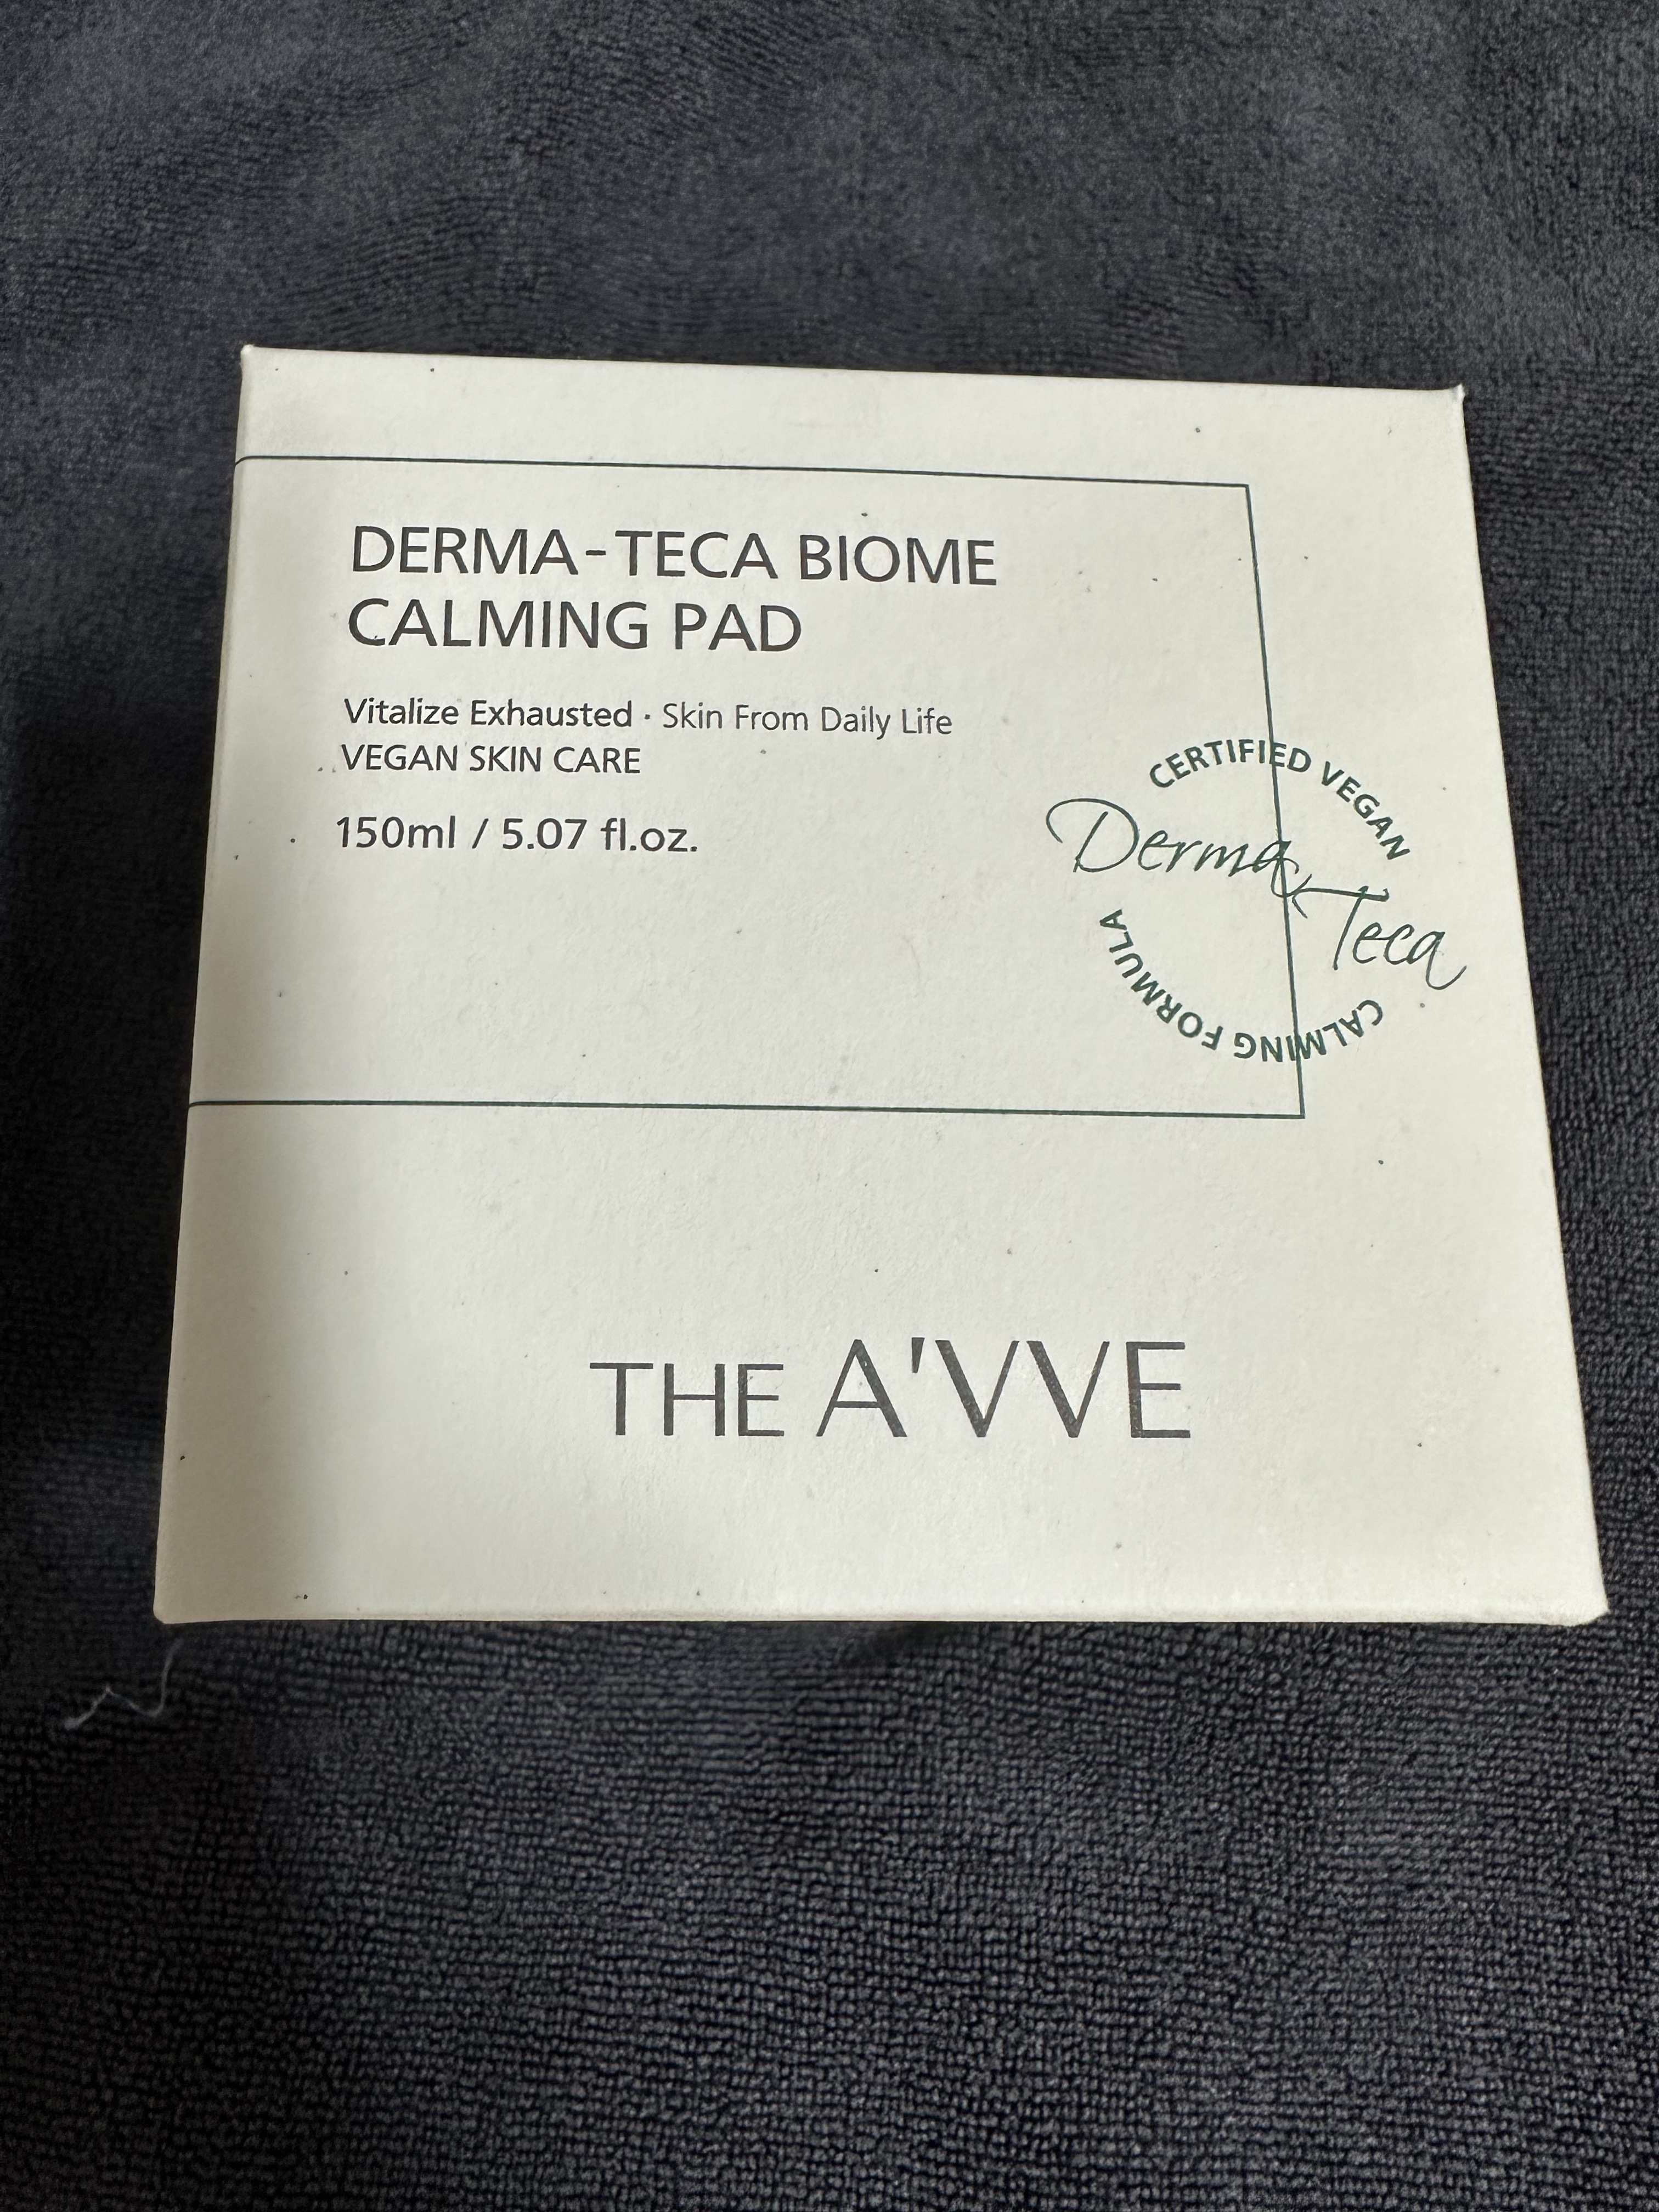 DERMA-TECA BIOME
CALMING PAD
Vitalize Exhausted · Skin From Daily Life
VEGAN SKIN CARE
150ml / 5.07 fl.oz.
CERTIFIED VEGAN
Derma Teca
CALMING FORMULA
THE A'VVE